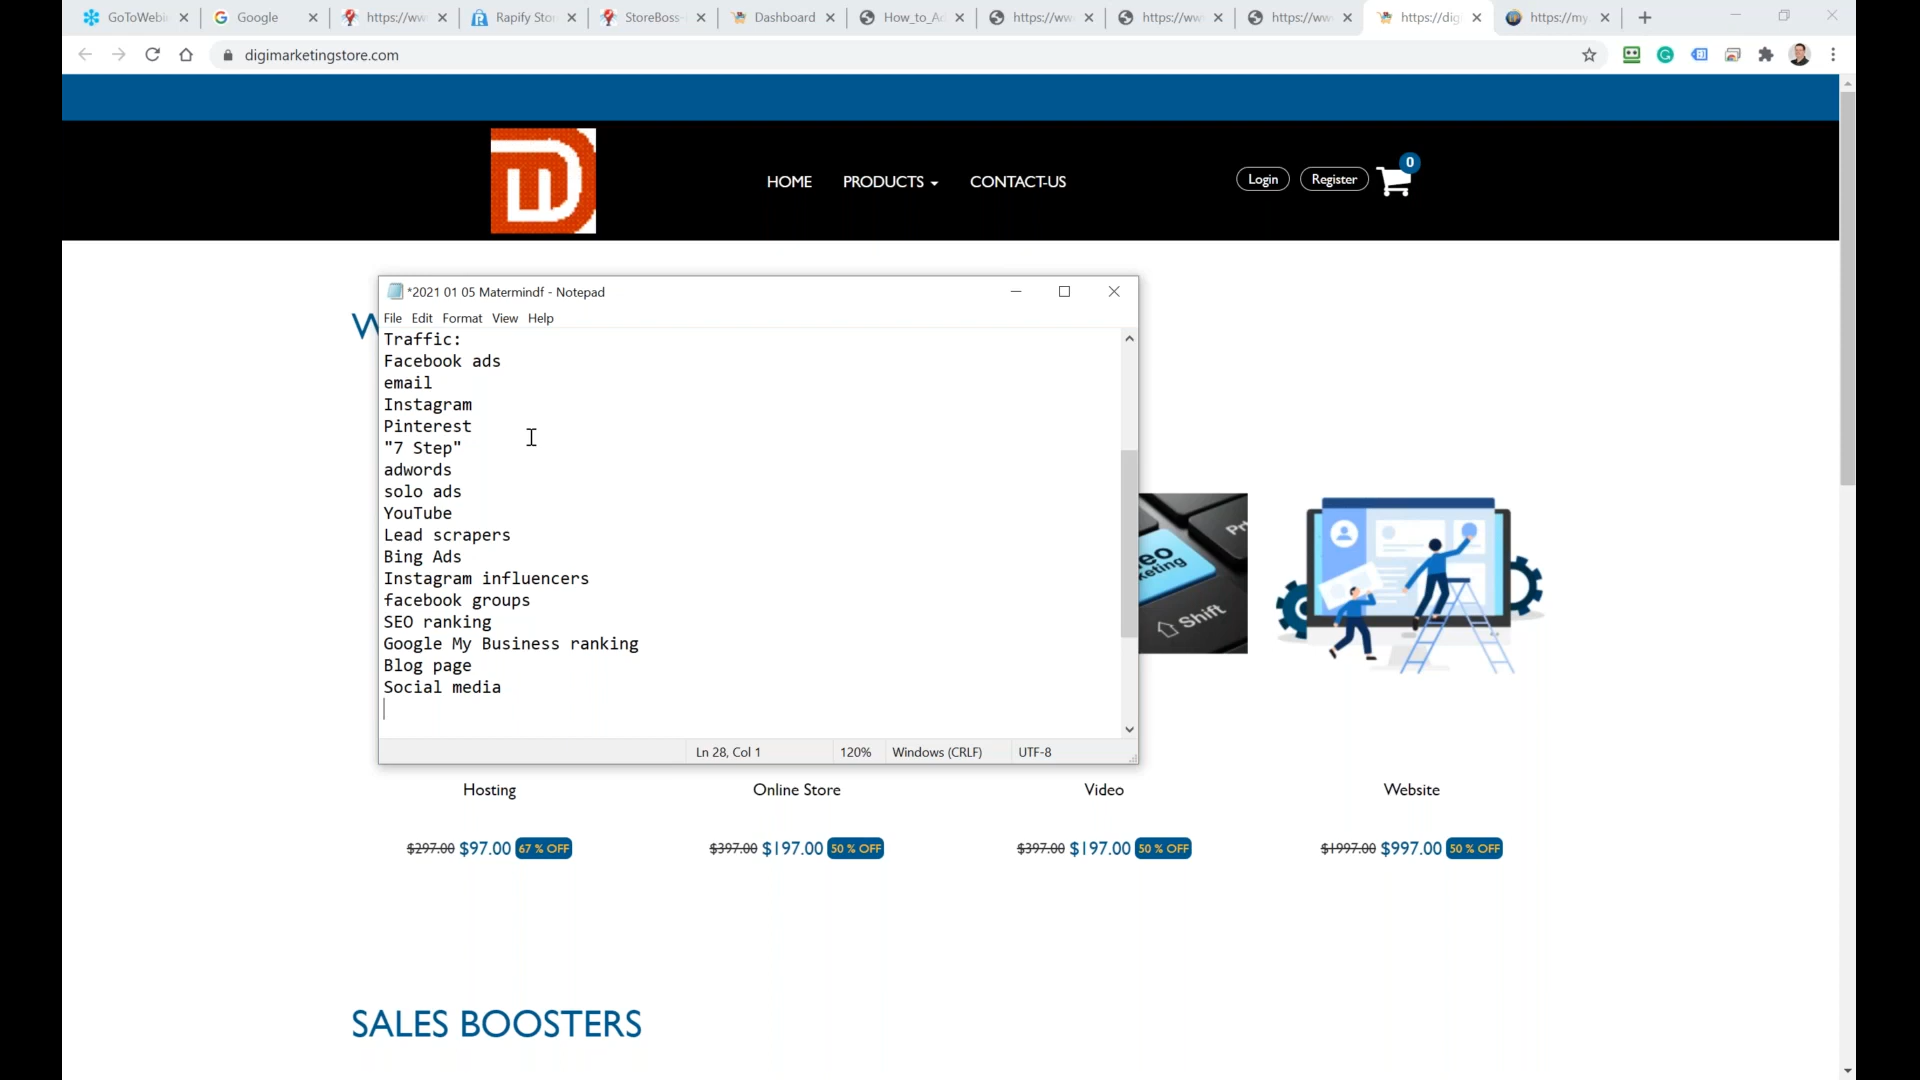 GoToWebi
Google
https://ww
Rapify Sto
StoreBoss
Dashboard
How_to_A
https://ww
https://ww
https://ww
https://dig
https://my
digimarketingstore.com
HOME
PRODUCTS
CONTACT-US
Login
Register
0
*2021 01 05 Matermindf - Notepad
File Edit Format View Help
W
Traffic:
Facebook ads
email
Instagram
Pinterest
"7 Step"
adwords
solo ads
YouTube
Lead scrapers
Bing Ads
Instagram influencers
facebook groups
SEO ranking
Google My Business ranking
Blog page
Social media
Ln 28, Col 1
120%
Windows (CRLF)
UTF-8
Shift
Hosting
Online Store
Video
Website
$297.00 $97.00 67 % OFF
$397.00 $197.00 50 % OFF
$397.00 $197.00 50 % OFF
$1997.00 $997.00 50 % OFF
SALES BOOSTERS